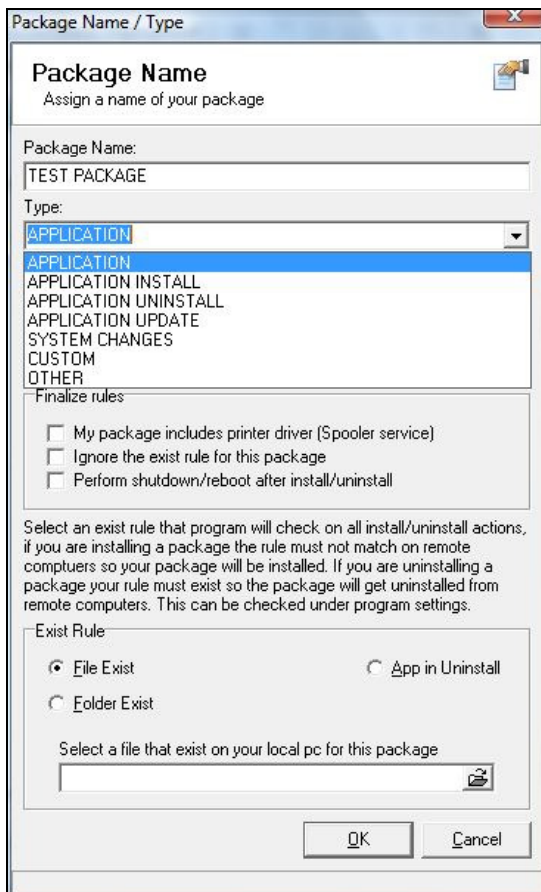 Package Name / Type
Package Name
Assign a name of your package
Package Name:
TEST PACKAGE
Type:
APPLICATION
APPLICATION
APPLICATION INSTALL
APPLICATION UNINSTALL
APPLICATION UPDATE
SYSTEM CHANGES
CUSTOM
OTHER
Finalize rules
My package includes printer driver (Spooler service)
Ignore the exist rule for this package
Perform shutdown/reboot after install/uninstall
Select an exist rule that program will check on all install/uninstall actions,
if you are installing a package the rule must not match on remote
comptuers so your package will be installed. If you are uninstalling a
package your rule must exist so the package will get uninstalled from
remote computers. This can be checked under program settings.
Exist Rule
File Exist
App in Uninstall
Folder Exist
Select a file that exist on your local pc for this package
OK
Cancel